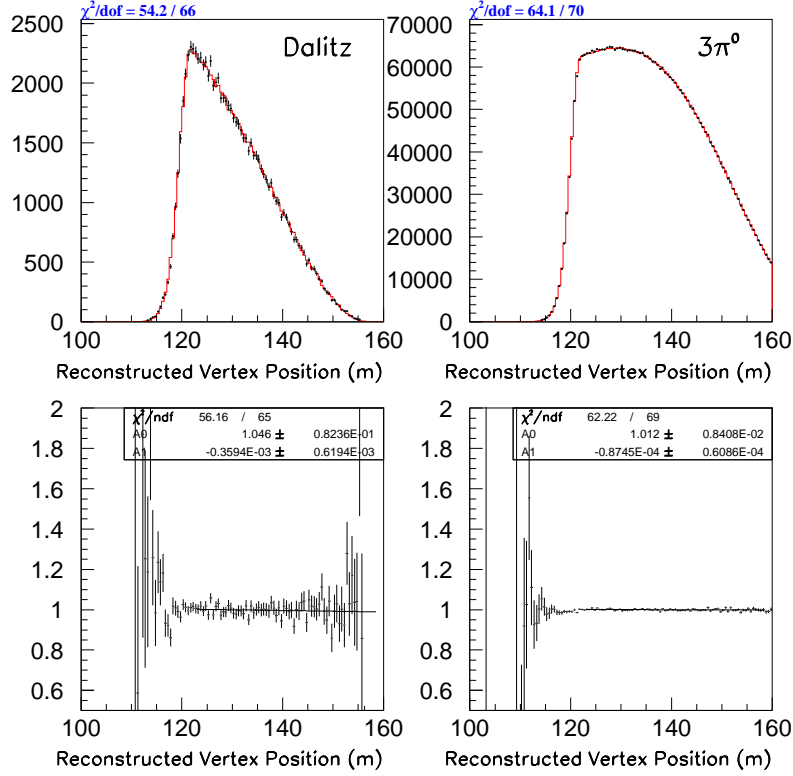 χ²/dof = 54.2 / 66
Dalitz
2500
2000
1500
1000
500
0
100 120 140 160
Reconstructed Vertex Position (m)
χ²/dof = 64.1 / 70
3π⁰
70000
60000
50000
40000
30000
20000
10000
0
100 120 140 160
Reconstructed Vertex Position (m)
2
1.8
1.6
1.4
1.2
1
0.8
0.6
χ²/ndf 56.16 / 65
A0 1.046 ± 0.8236E-01
A1 -0.3594E-03 ± 0.6194E-03
100 120 140 160
Reconstructed Vertex Position (m)
2
1.8
1.6
1.4
1.2
1
0.8
0.6
χ²/ndf 62.22 / 69
A0 1.012 ± 0.8408E-02
A1 -0.8745E-04 ± 0.6086E-04
100 120 140 160
Reconstructed Vertex Position (m)